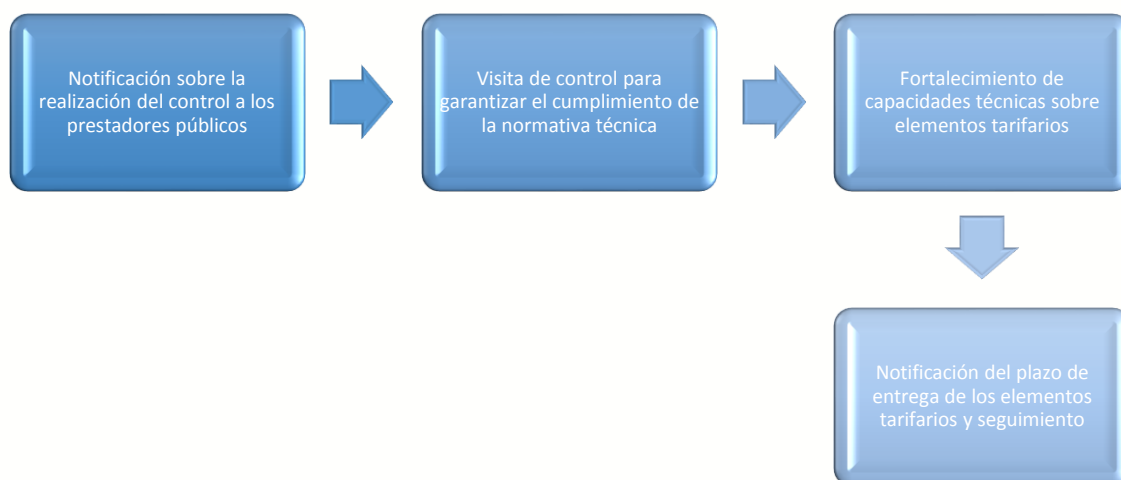 Notificación sobre la
realización del control a los
prestadores públicos
Visita de control para
garantizar el cumplimiento de
la normativa técnica
Fortalecimiento de
capacidades técnicas sobre
elementos tarifarios
Notificación del plazo de
entrega de los elementos
tarifarios y seguimiento